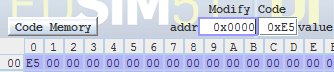 EDSIM51DI
Modify Code
Code Memory addr 0x0000 0xE5 value
0 1 2 3 4 5 6 7 8 9 A B C D E
00 E5 00 00 00 00 00 00 00 00 00 00 00 00 00 00